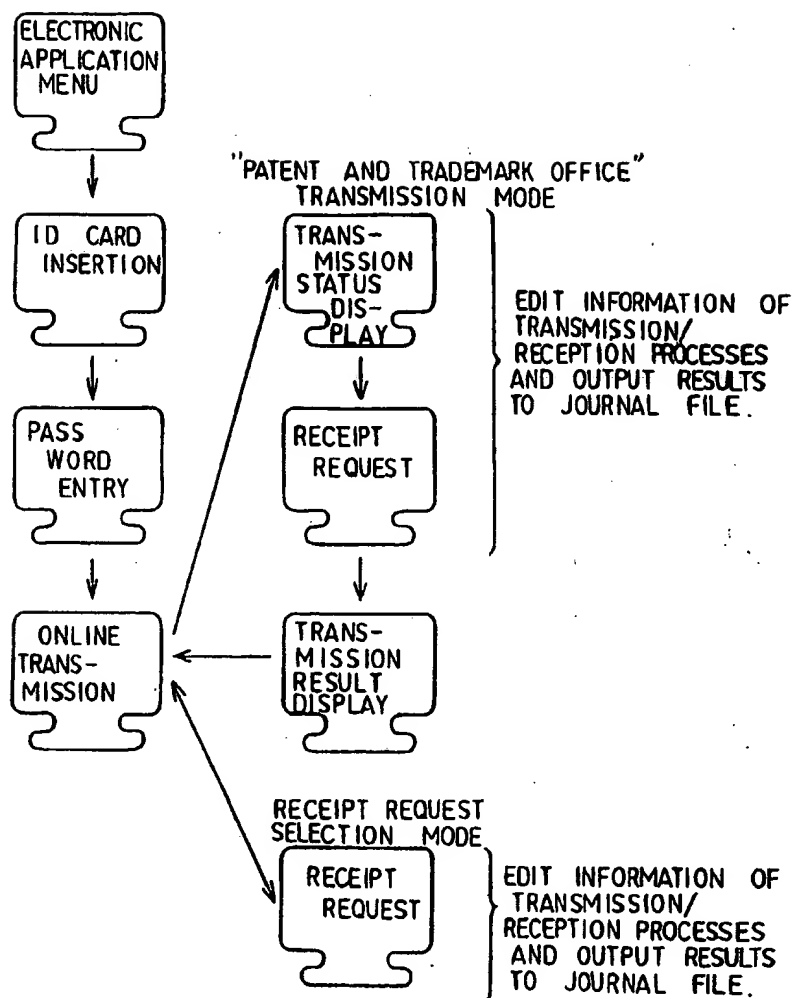 ELECTRONIC
APPLICATION
MENU
ID CARD
INSERTION
PASS
WORD
ENTRY
ONLINE
TRANS-
MISSION
"PATENT AND TRADEMARK OFFICE"
TRANSMISSION MODE
TRANS-
MISSION
STATUS
DIS-
PLAY
RECEIPT
REQUEST
TRANS-
MISSION
RESULT
DISPLAY
EDIT INFORMATION OF
TRANSMISSION/
RECEPTION PROCESSES
AND OUTPUT RESULTS
TO JOURNAL FILE.
RECEIPT REQUEST
SELECTION MODE
RECEIPT
REQUEST
EDIT INFORMATION OF
TRANSMISSION/
RECEPTION PROCESSES
AND OUTPUT RESULTS
TO JOURNAL FILE.